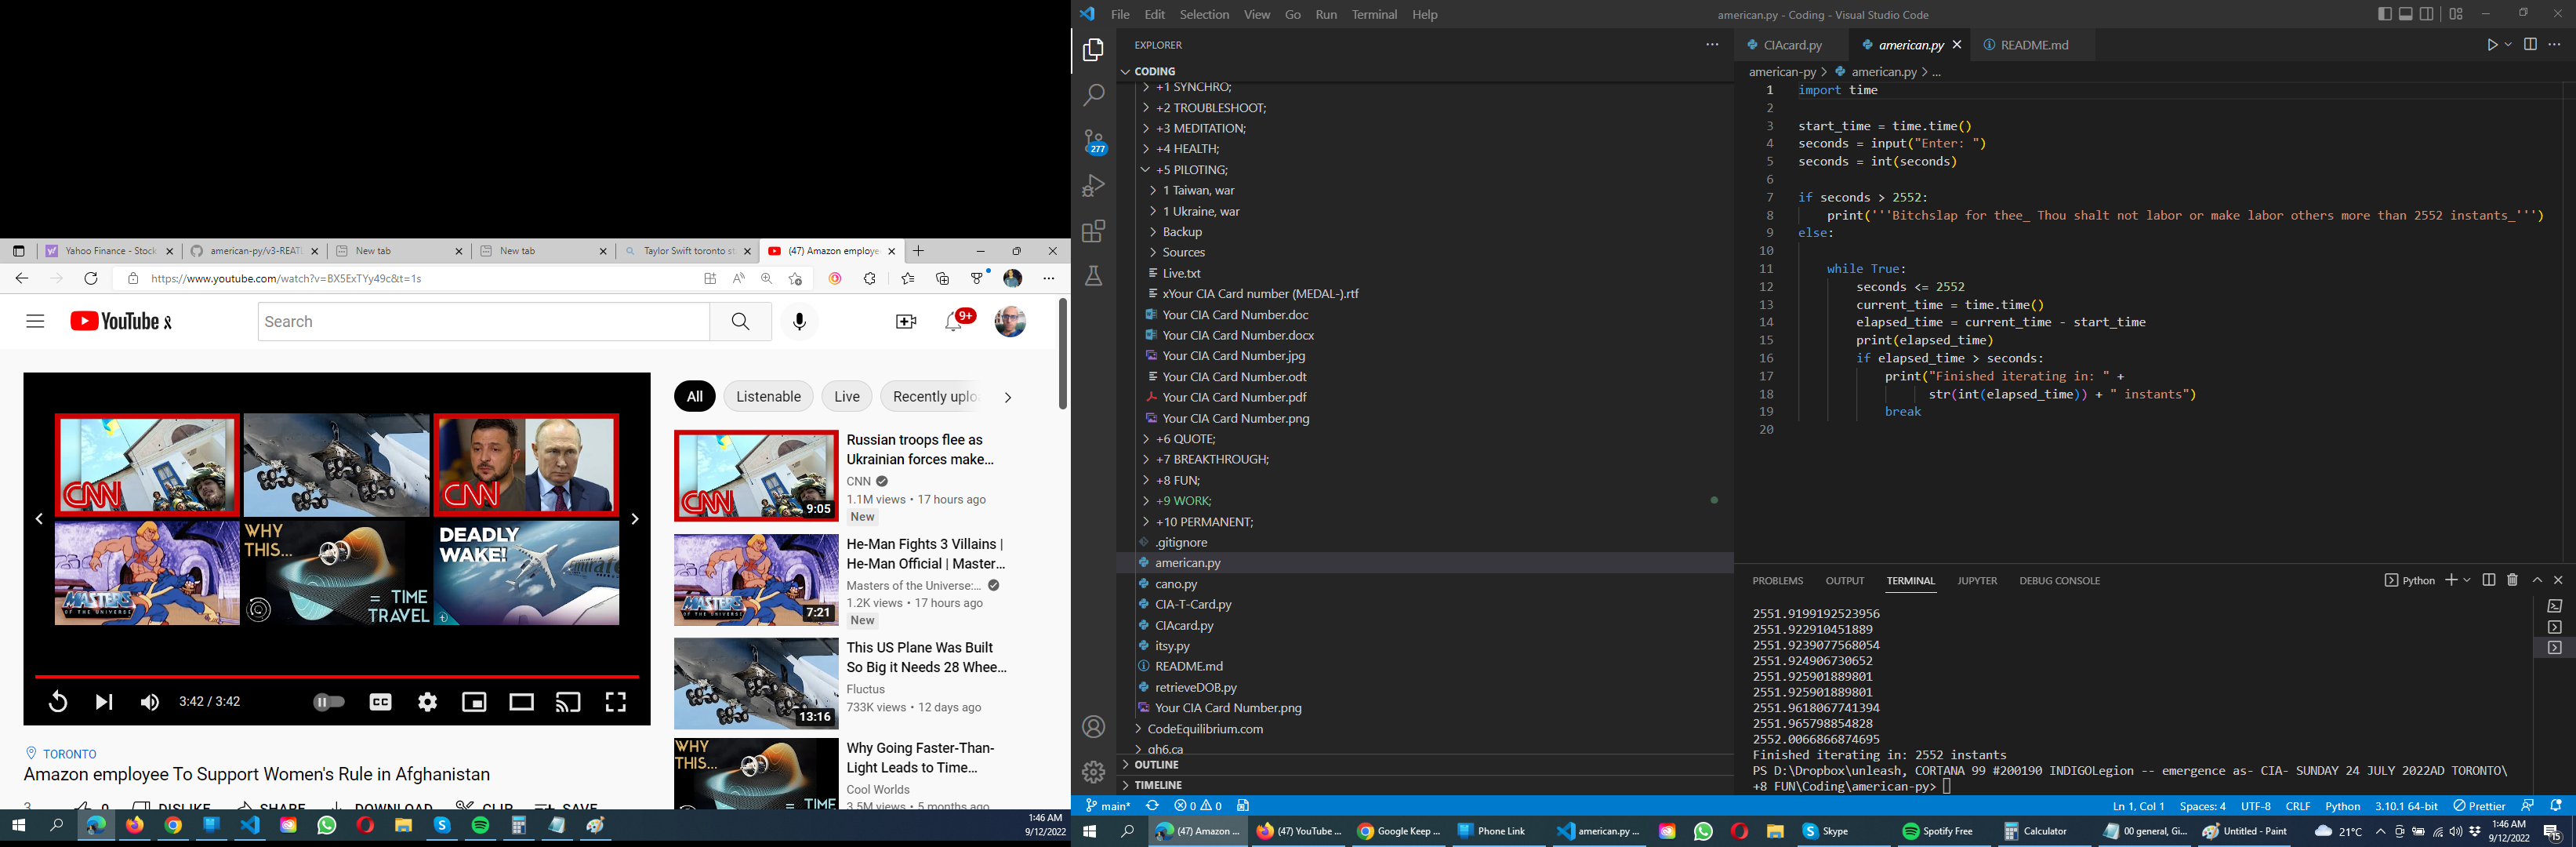 Yahoo Finance - Stock
american-py/v3-REATU
New tab
New tab
Taylor Swift toronto st
(47) Amazon employe
https://www.youtube.com/watch?v=BX5ExTYy49c&t=1s
YouTube
Search
9+
CNN
CNN
MASTERS
OF THE UNIVERSE
WHY
THIS...
= TIME
TRAVEL
DEADLY
WAKE!
3:42 / 3:42
CC
TORONTO
Amazon employee To Support Women's Rule in Afghanistan
3
0
DISLIKE
SHARE
DOWNLOAD
CLIP
SAVE
All
Listenable
Live
Recently uplo
CNN
9:05
Russian troops flee as
Ukrainian forces make...
CNN
1.1M views • 17 hours ago
New
MASTERS
7:21
He-Man Fights 3 Villains |
He-Man Official | Master...
Masters of the Universe:...
1.2K views • 17 hours ago
New
13:16
This US Plane Was Built
So Big it Needs 28 Whee...
Fluctus
733K views • 12 days ago
WHY
THIS...
= TIME
Why Going Faster-Than-
Light Leads to Time...
Cool Worlds
3.5M views • 5 months ago
1:46 AM
9/12/2022
File Edit Selection View Go Run Terminal Help
american.py - Coding - Visual Studio Code
277
EXPLORER
CODING
+1 SYNCHRO;
+2 TROUBLESHOOT;
+3 MEDITATION;
+4 HEALTH;
+5 PILOTING;
1 Taiwan, war
1 Ukraine, war
Backup
Sources
Live.txt
xYour CIA Card number (MEDAL-).rtf
Your CIA Card Number.doc
Your CIA Card Number.docx
Your CIA Card Number.jpg
Your CIA Card Number.odt
Your CIA Card Number.pdf
Your CIA Card Number.png
+6 QUOTE;
+7 BREAKTHROUGH;
+8 FUN;
+9 WORK;
+10 PERMANENT;
.gitignore
american.py
cano.py
CIA-T-Card.py
CIAcard.py
itsy.py
README.md
retrieveDOB.py
Your CIA Card Number.png
CodeEquilibrium.com
gh6.ca
OUTLINE
TIMELINE
CIAcard.py
american.py
README.md
american-py > american.py > ...
1 import time
2
3 start_time = time.time()
4 seconds = input("Enter: ")
5 seconds = int(seconds)
6
7 if seconds > 2552:
8 print('''Bitchslap for thee_ Thou shalt not labor or make labor others more than 2552 instants_''')
9 else:
10
11 while True:
12 seconds <= 2552
13 current_time = time.time()
14 elapsed_time = current_time - start_time
15 print(elapsed_time)
16 if elapsed_time > seconds:
17 print("Finished iterating in: " +
18 str(int(elapsed_time)) + " instants")
19 break
20
PROBLEMS OUTPUT TERMINAL JUPYTER DEBUG CONSOLE
Python
2551.9199192523956
2551.922910451889
2551.9239077568054
2551.924906730652
2551.925901889801
2551.925901889801
2551.9618067741394
2551.965798854828
2552.0066866874695
Finished iterating in: 2552 instants
PS D:\Dropbox\unleash, CORTANA 99 #200190 INDIGOLegion -- emergence as- CIA- SUNDAY 24 JULY 2022AD TORONTO\
+8 FUN\Coding\american-py>
main* 0 0
Ln 1, Col 1 Spaces: 4 UTF-8 CRLF Python 3.10.1 64-bit Prettier
(47) Amazon ...
(47) YouTube ...
Google Keep ...
Phone Link
american.py ...
Skype
Spotify Free
Calculator
00 general, Gi...
Untitled - Paint
21°C
1:46 AM
9/12/2022
15